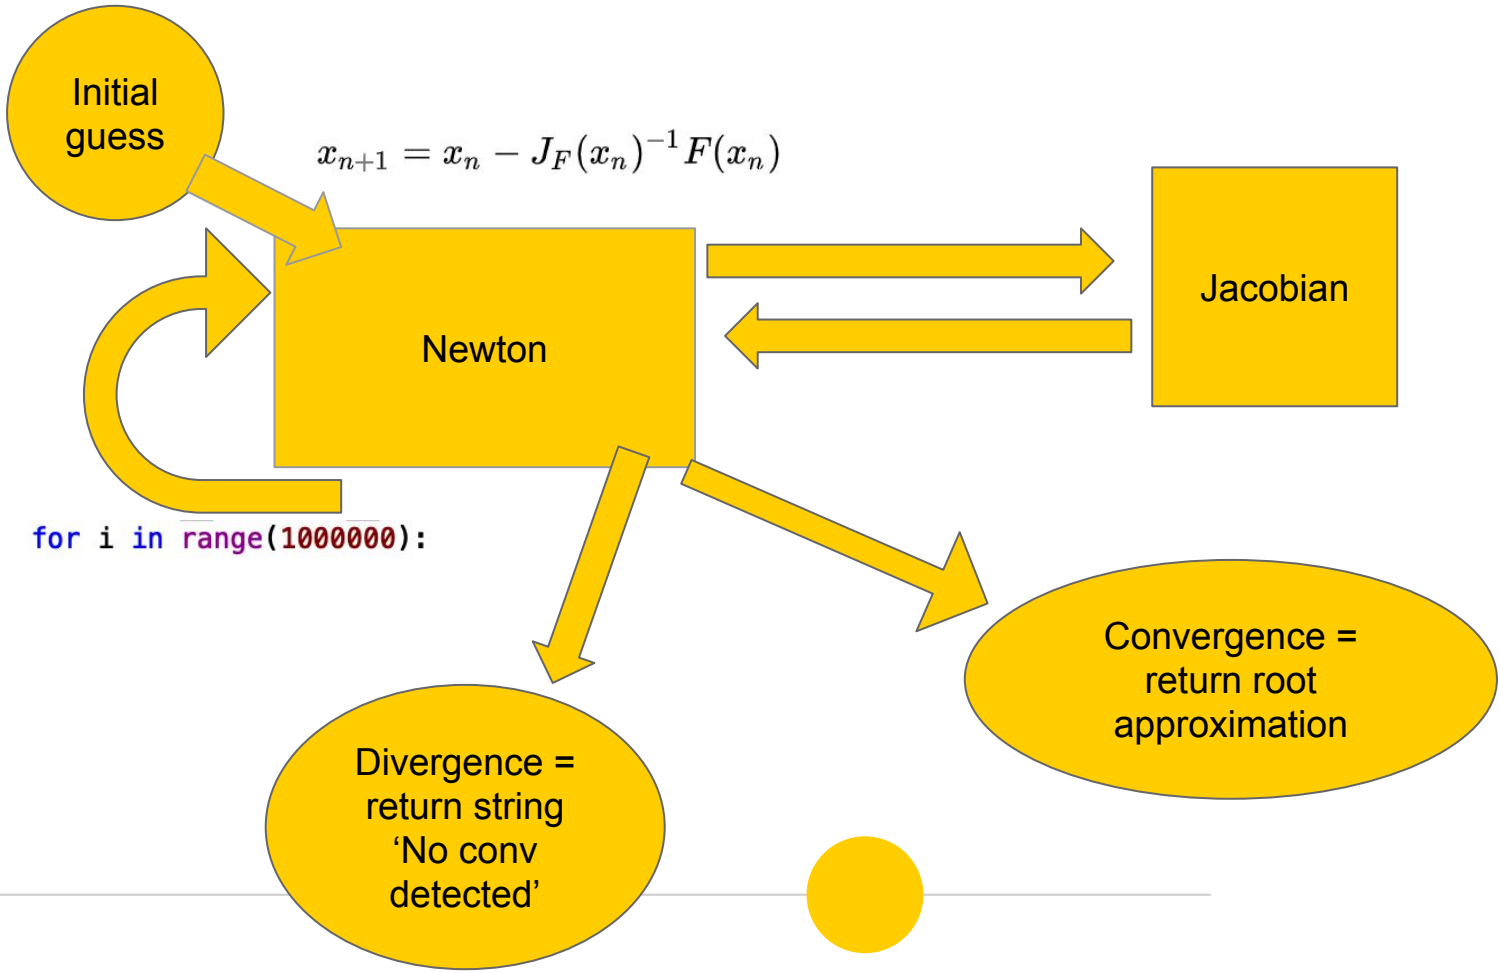 Initial
guess
$x_{n+1} = x_n - J_F(x_n)^{-1} F(x_n)$
Jacobian
Newton
for i in range(1000000):
Convergence =
return root
approximation
Divergence =
return string
‘No conv
detected’